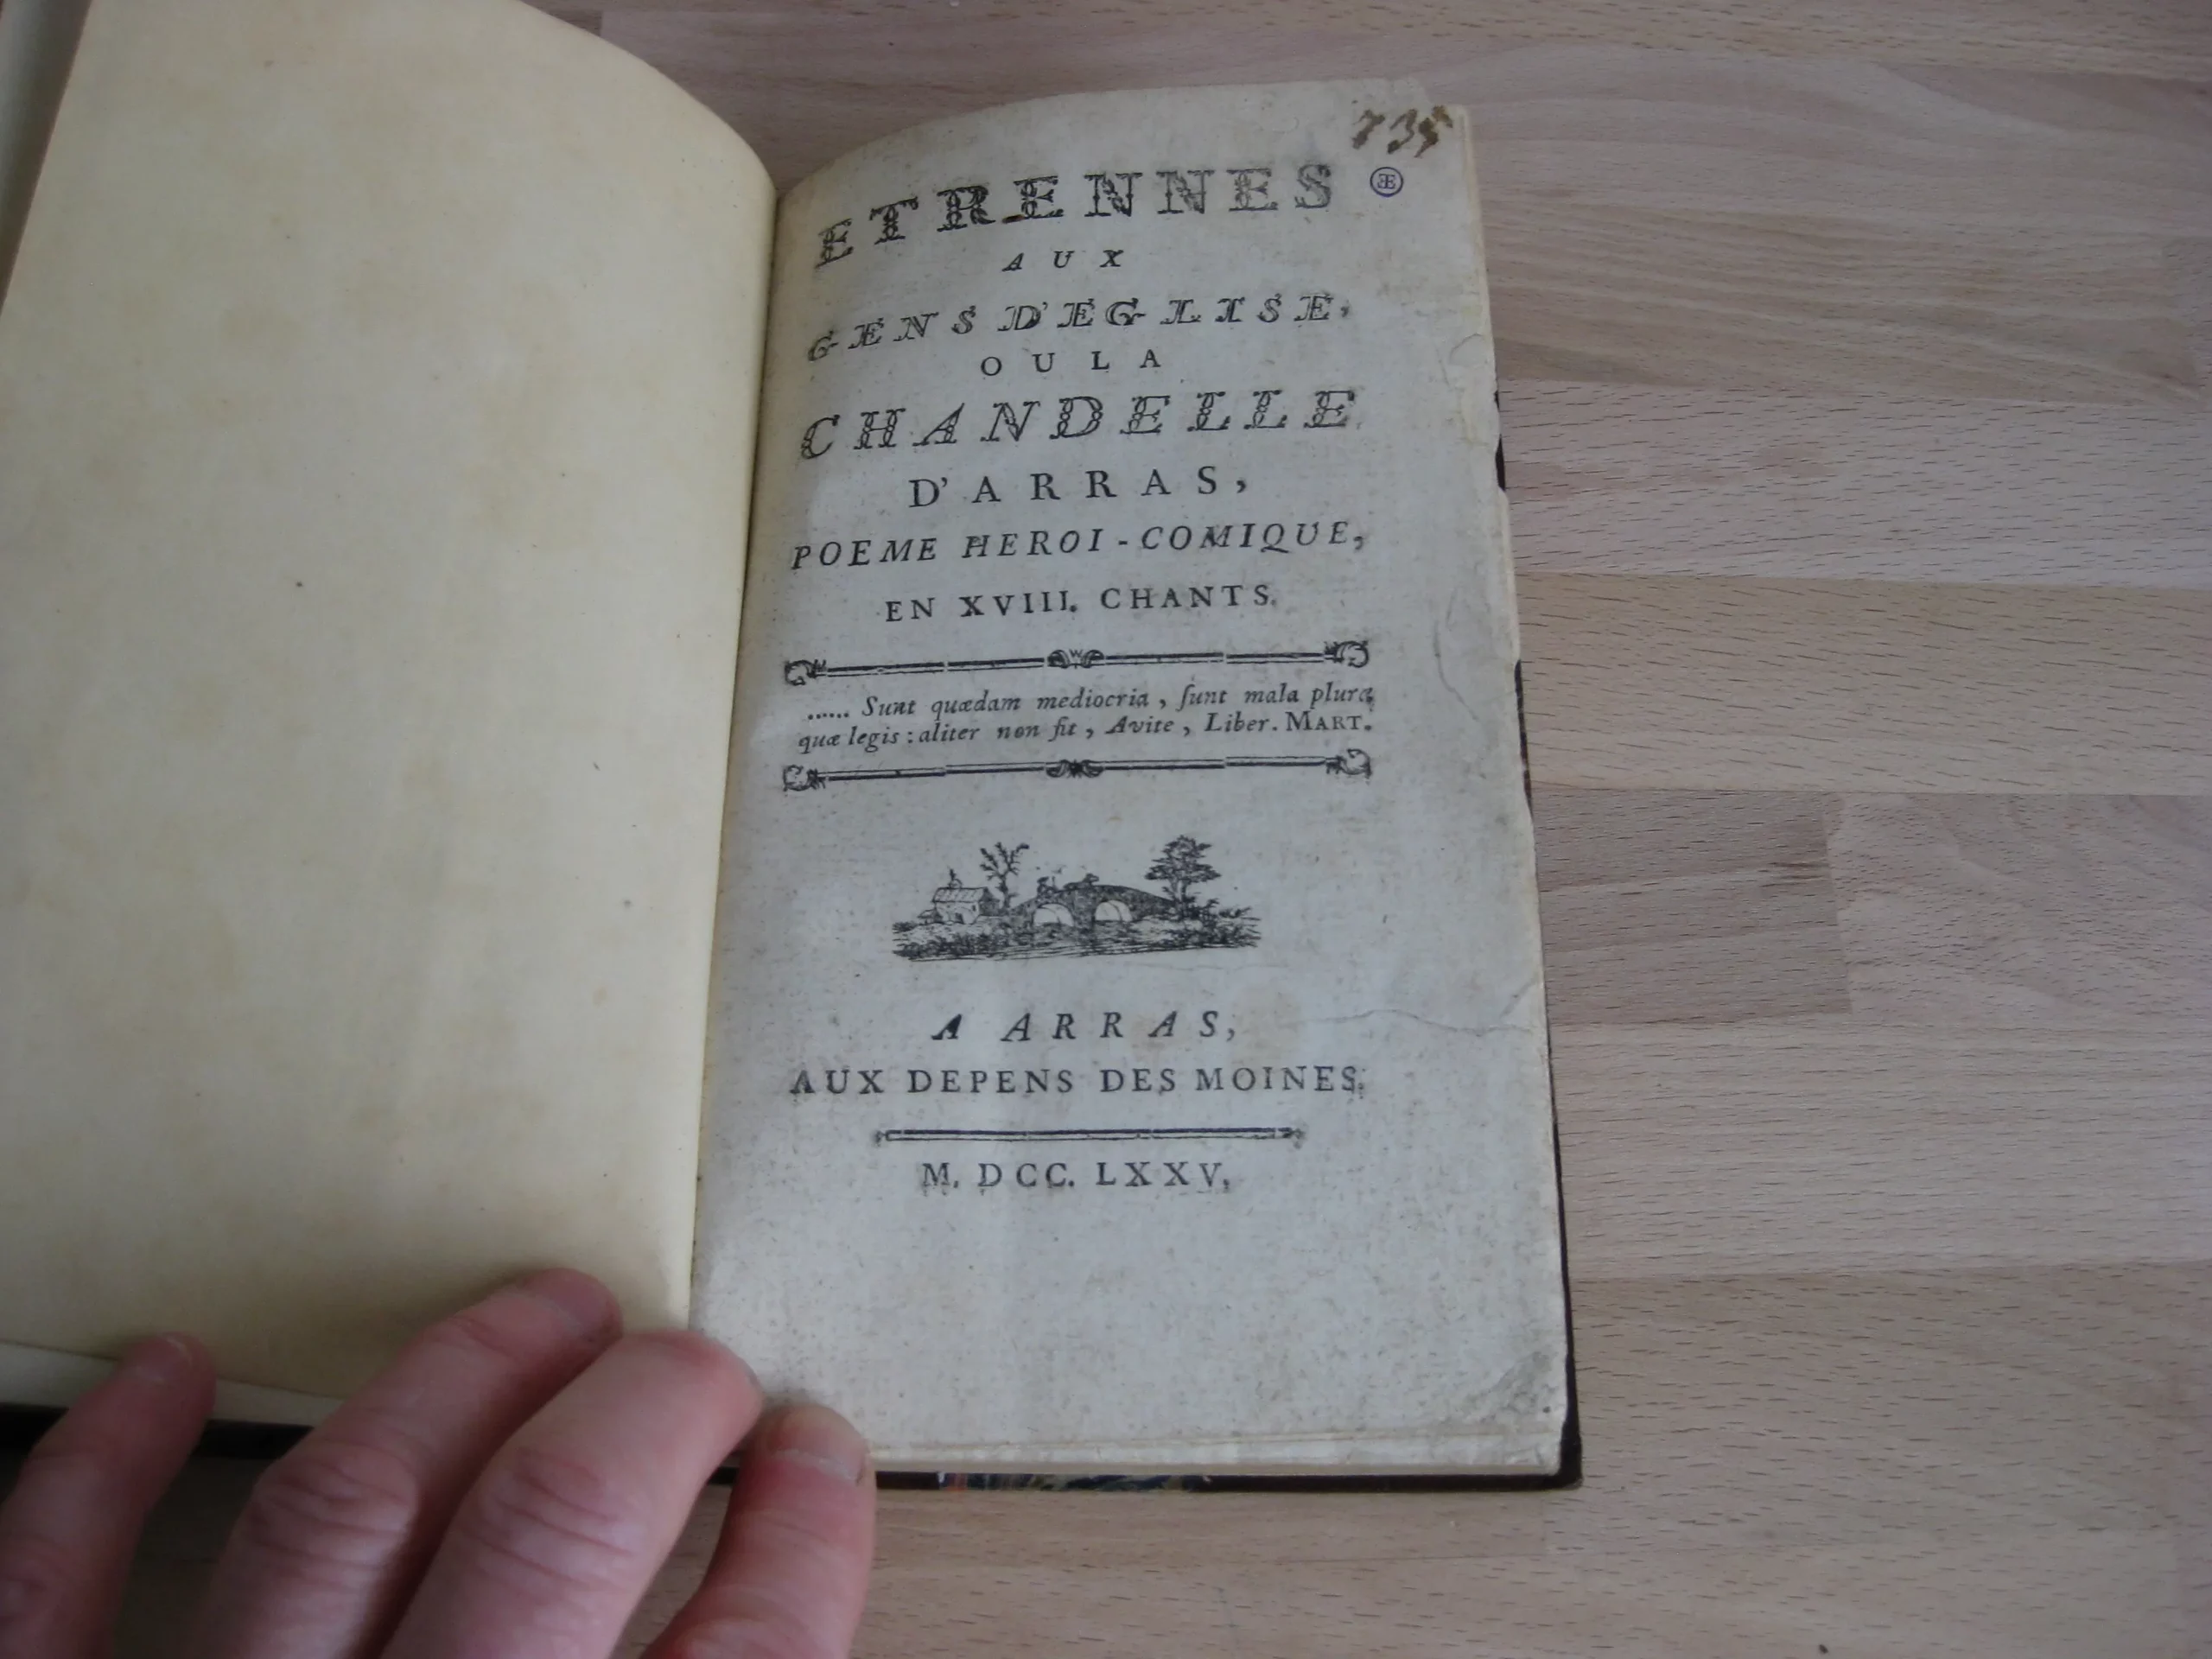 735
ETRENNES
AUX
GENS D'EGLISE,
OU LA
CHANDELLE
D'ARRAS,
POEME HEROI-COMIQUE,
EN XVIII. CHANTS.
...... Sunt quædam mediocria, ſunt mala plura
quæ legis: aliter non fit, Avite, Liber. MART.
A ARRAS,
AUX DEPENS DES MOINES.
M. DCC. LXXV.